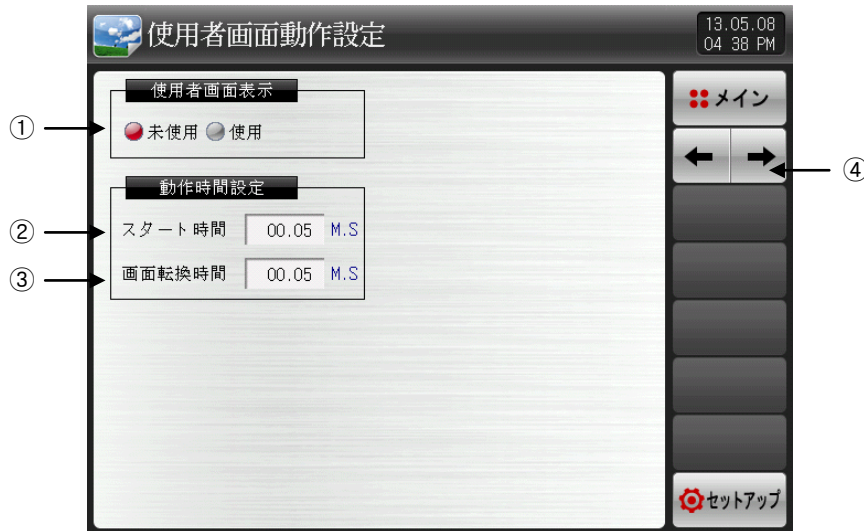 使用者画面動作設定
13.05.08
04 38 PM
使用者画面表示
① 未使用 使用
動作時間設定
② スタート時間 00.05 M.S
③ 画面転換時間 00.05 M.S
メイン
← → ④
セットアップ